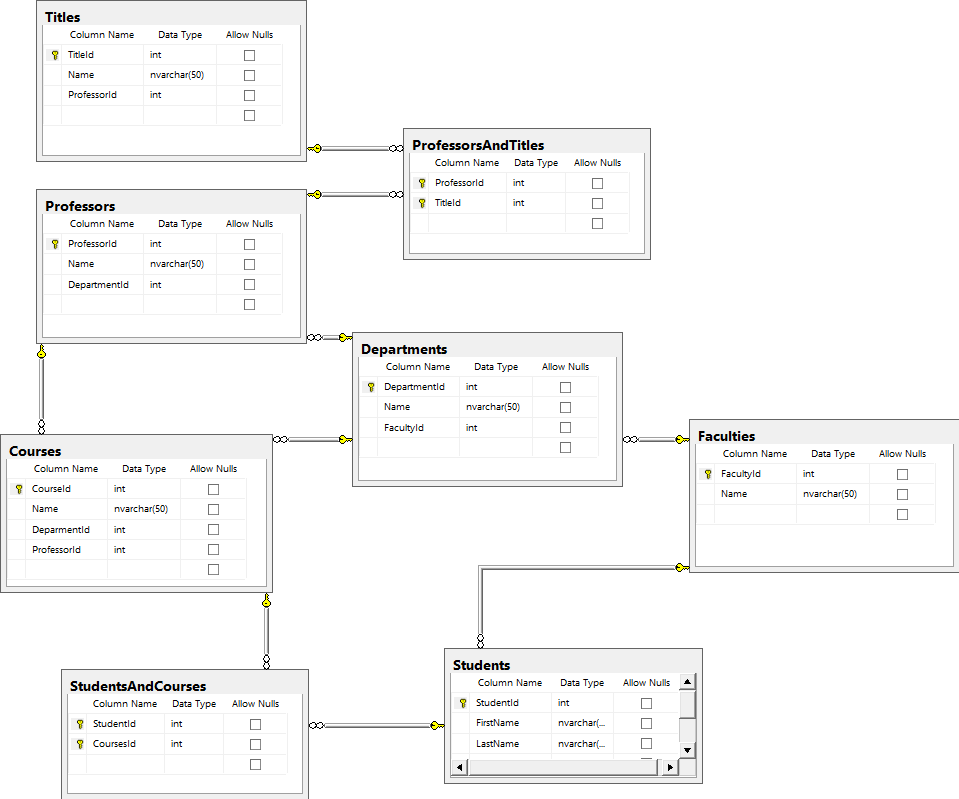 Titles
Column Name Data Type Allow Nulls
TitleId int
Name nvarchar(50)
ProfessorId int
ProfessorsAndTitles
Column Name Data Type Allow Nulls
ProfessorId int
TitleId int
Professors
Column Name Data Type Allow Nulls
ProfessorId int
Name nvarchar(50)
DepartmentId int
Departments
Column Name Data Type Allow Nulls
DepartmentId int
Name nvarchar(50)
FacultyId int
Faculties
Column Name Data Type Allow Nulls
FacultyId int
Name nvarchar(50)
Courses
Column Name Data Type Allow Nulls
CourseId int
Name nvarchar(50)
DeparmentId int
ProfessorId int
Students
Column Name Data Type Allow Nulls
StudentId int
FirstName nvarchar(...
LastName nvarchar(...
StudentsAndCourses
Column Name Data Type Allow Nulls
StudentId int
CoursesId int